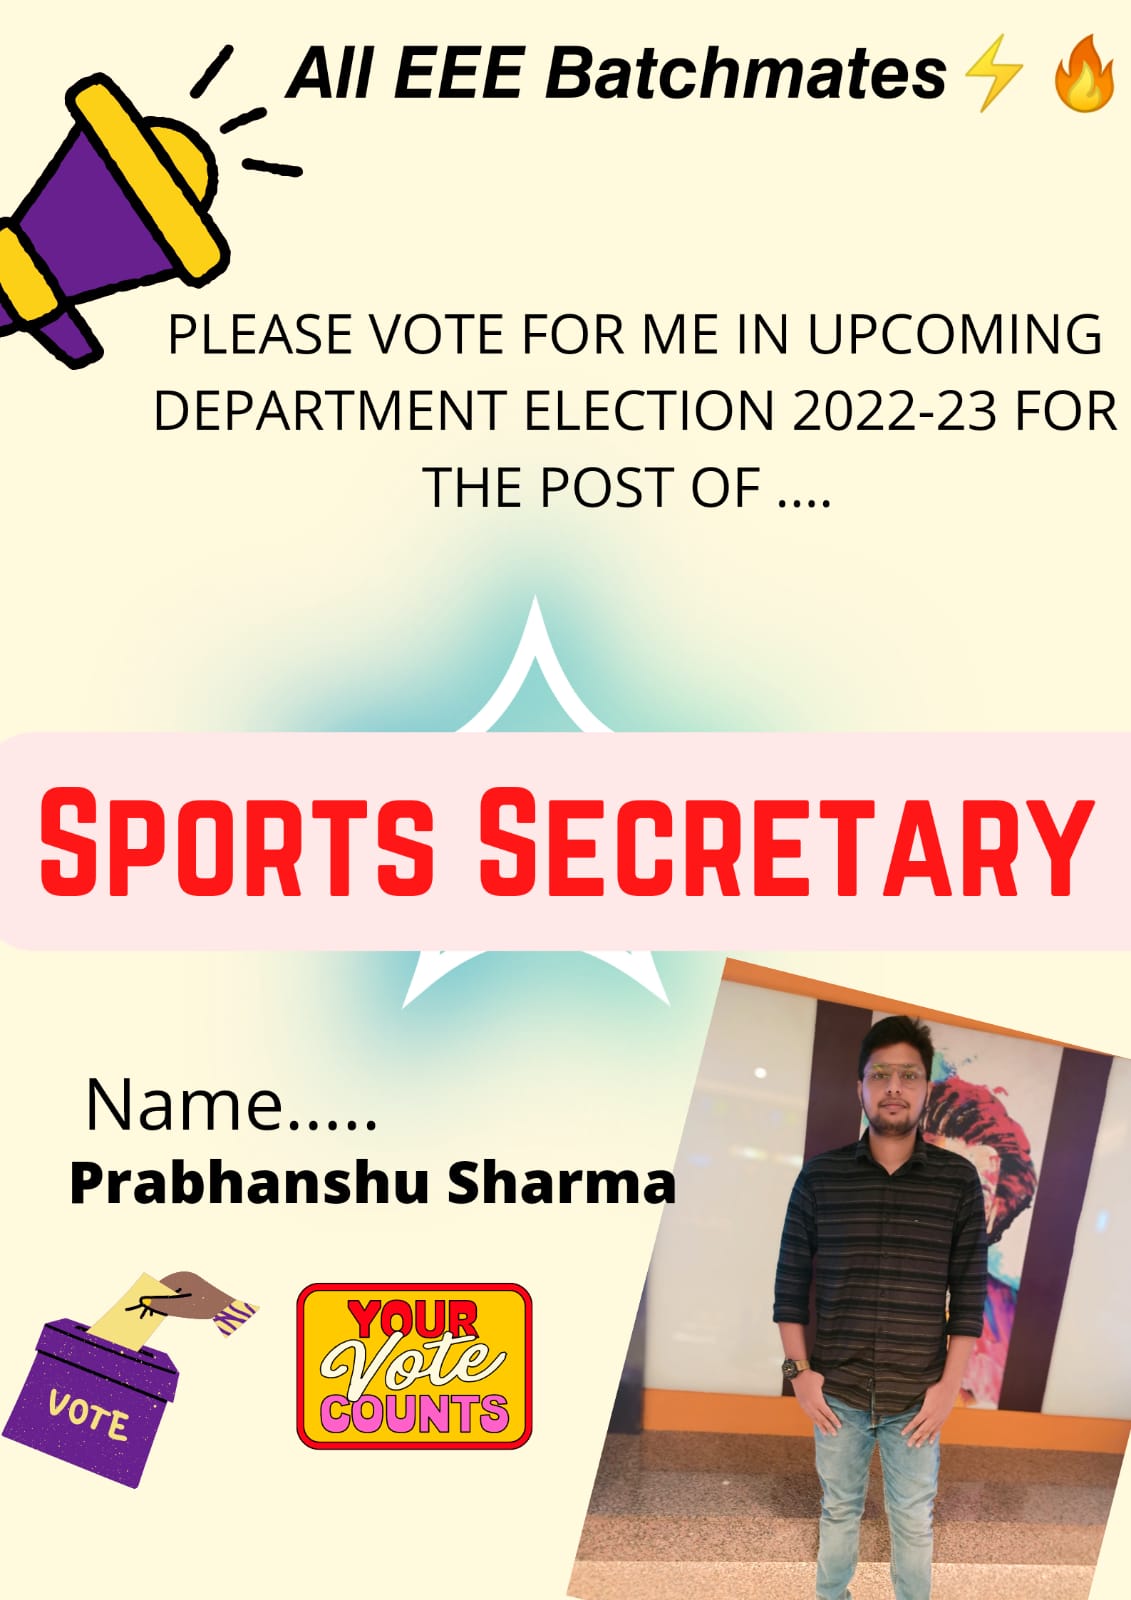 All EEE Batchmates⚡🔥
PLEASE VOTE FOR ME IN UPCOMING
DEPARTMENT ELECTION 2022-23 FOR
THE POST OF ....
SPORTS SECRETARY
Name.....
Prabhanshu Sharma
VOTE
YOUR
Vote
COUNTS